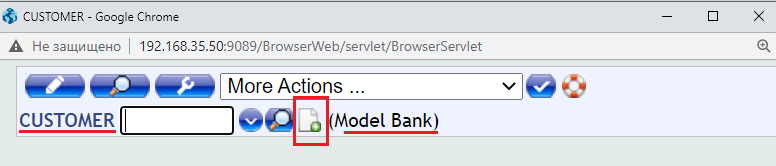 CUSTOMER - Google Chrome
Не защищено 192.168.35.50:9089/BrowserWeb/servlet/BrowserServlet
More Actions ...
CUSTOMER (Model Bank)